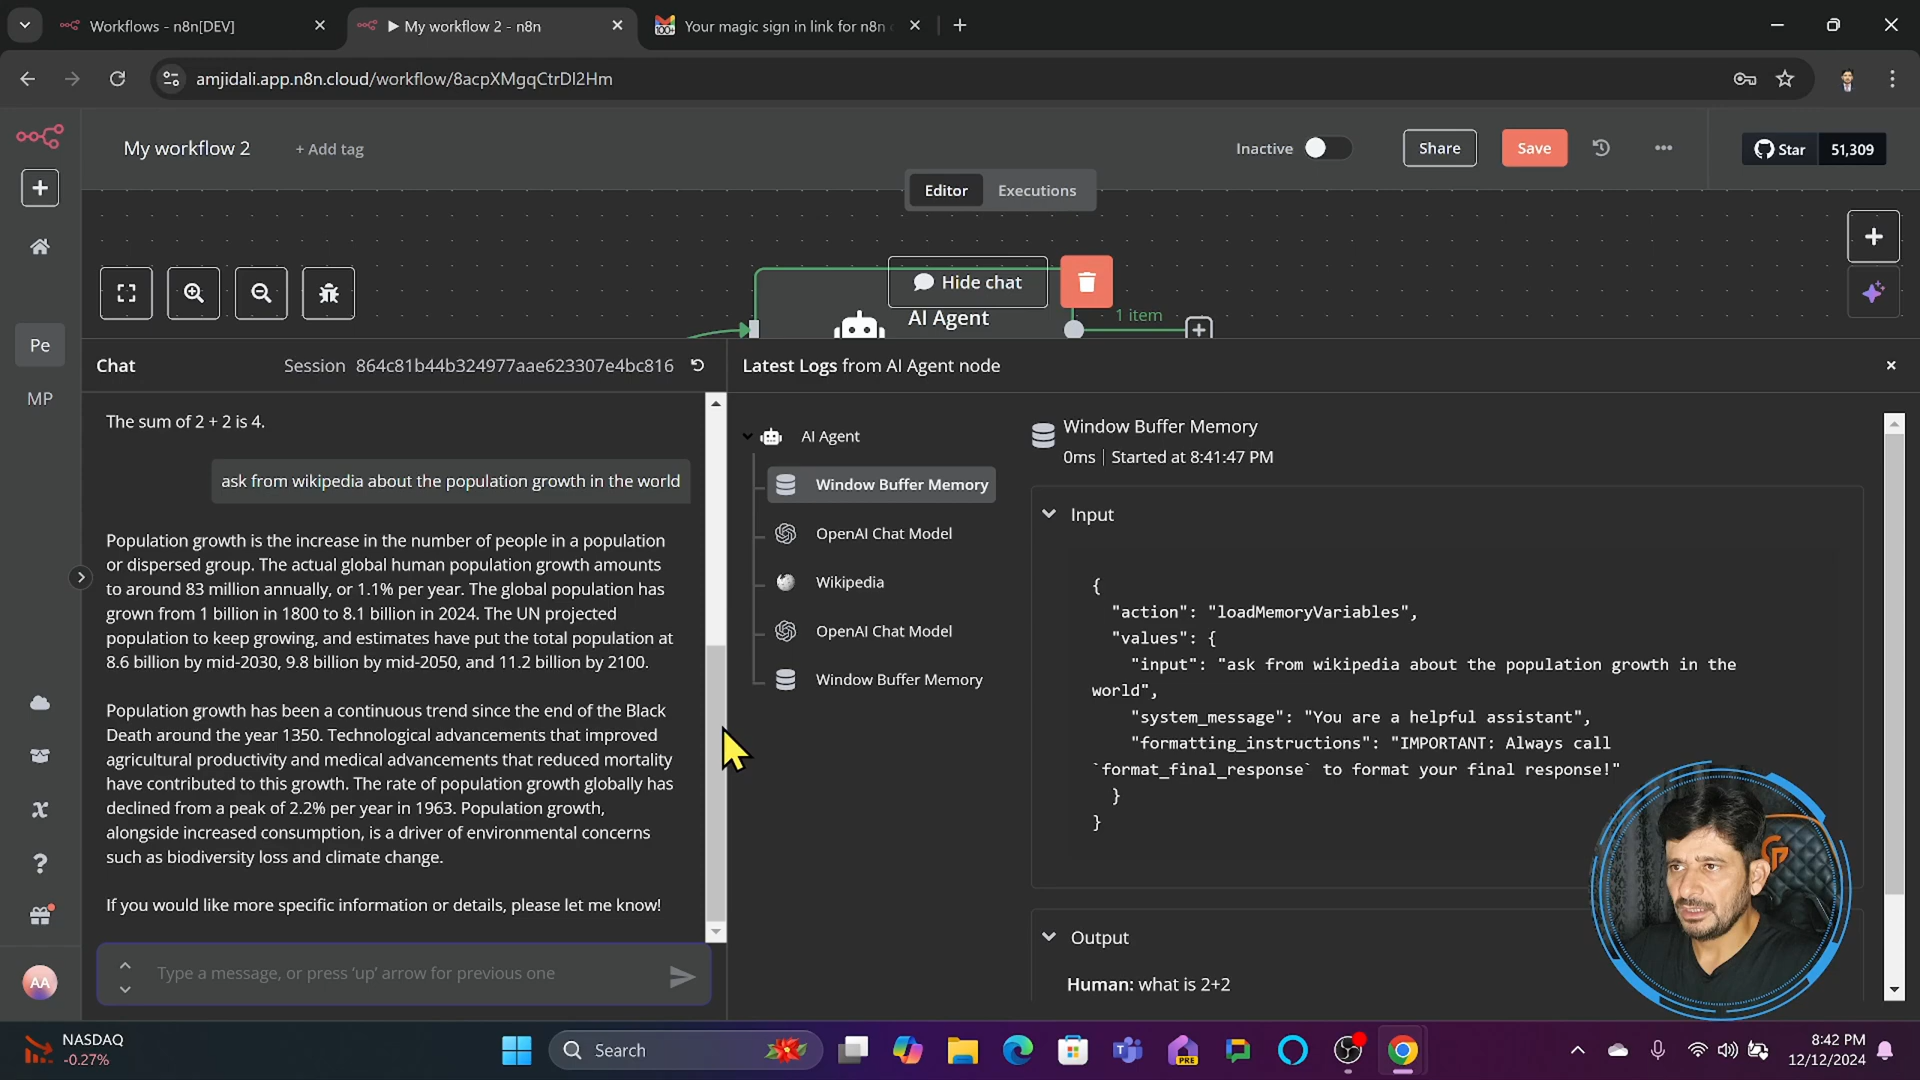 Workflows - n8n[DEV]
My workflow 2 - n8n
Your magic sign in link for n8n
amjidali.app.n8n.cloud/workflow/8acpXMgqCtrDl2Hm
My workflow 2
+ Add tag
Inactive
Share
Save
Star
51,309
Editor
Executions
Hide chat
AI Agent
1 item
Pe
MP
AA
Chat
Session 864c81b44b324977aae623307e4bc816
The sum of 2 + 2 is 4.
ask from wikipedia about the population growth in the world
Population growth is the increase in the number of people in a population
or dispersed group. The actual global human population growth amounts
to around 83 million annually, or 1.1% per year. The global population has
grown from 1 billion in 1800 to 8.1 billion in 2024. The UN projected
population to keep growing, and estimates have put the total population at
8.6 billion by mid-2030, 9.8 billion by mid-2050, and 11.2 billion by 2100.
Population growth has been a continuous trend since the end of the Black
Death around the year 1350. Technological advancements that improved
agricultural productivity and medical advancements that reduced mortality
have contributed to this growth. The rate of population growth globally has
declined from a peak of 2.2% per year in 1963. Population growth,
alongside increased consumption, is a driver of environmental concerns
such as biodiversity loss and climate change.
If you would like more specific information or details, please let me know!
Type a message, or press ‘up’ arrow for previous one
Latest Logs from AI Agent node
AI Agent
Window Buffer Memory
OpenAI Chat Model
Wikipedia
OpenAI Chat Model
Window Buffer Memory
Window Buffer Memory
0ms | Started at 8:41:47 PM
Input
{
"action": "loadMemoryVariables",
"values": {
"input": "ask from wikipedia about the population growth in the
world",
"system_message": "You are a helpful assistant",
"formatting_instructions": "IMPORTANT: Always call
`format_final_response` to format your final response!"
}
}
Output
Human: what is 2+2
NASDAQ
-0.27%
Search
PRE
8:42 PM
12/12/2024